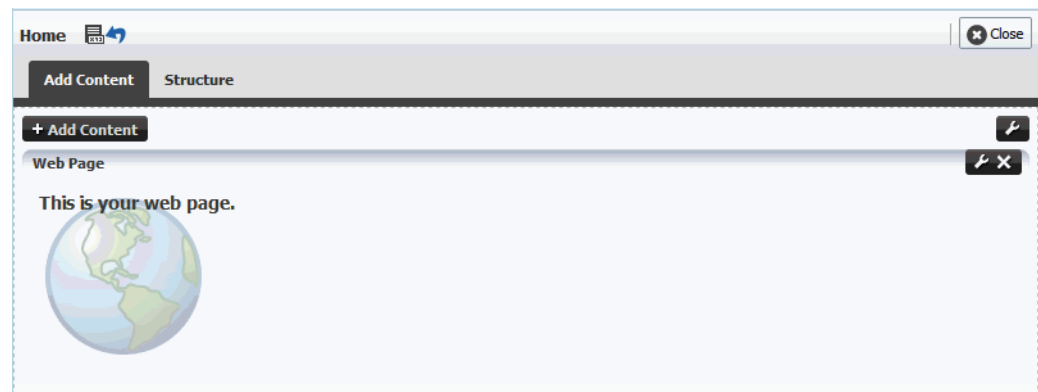 Home
Close
Add Content
Structure
+ Add Content
Web Page
This is your web page.